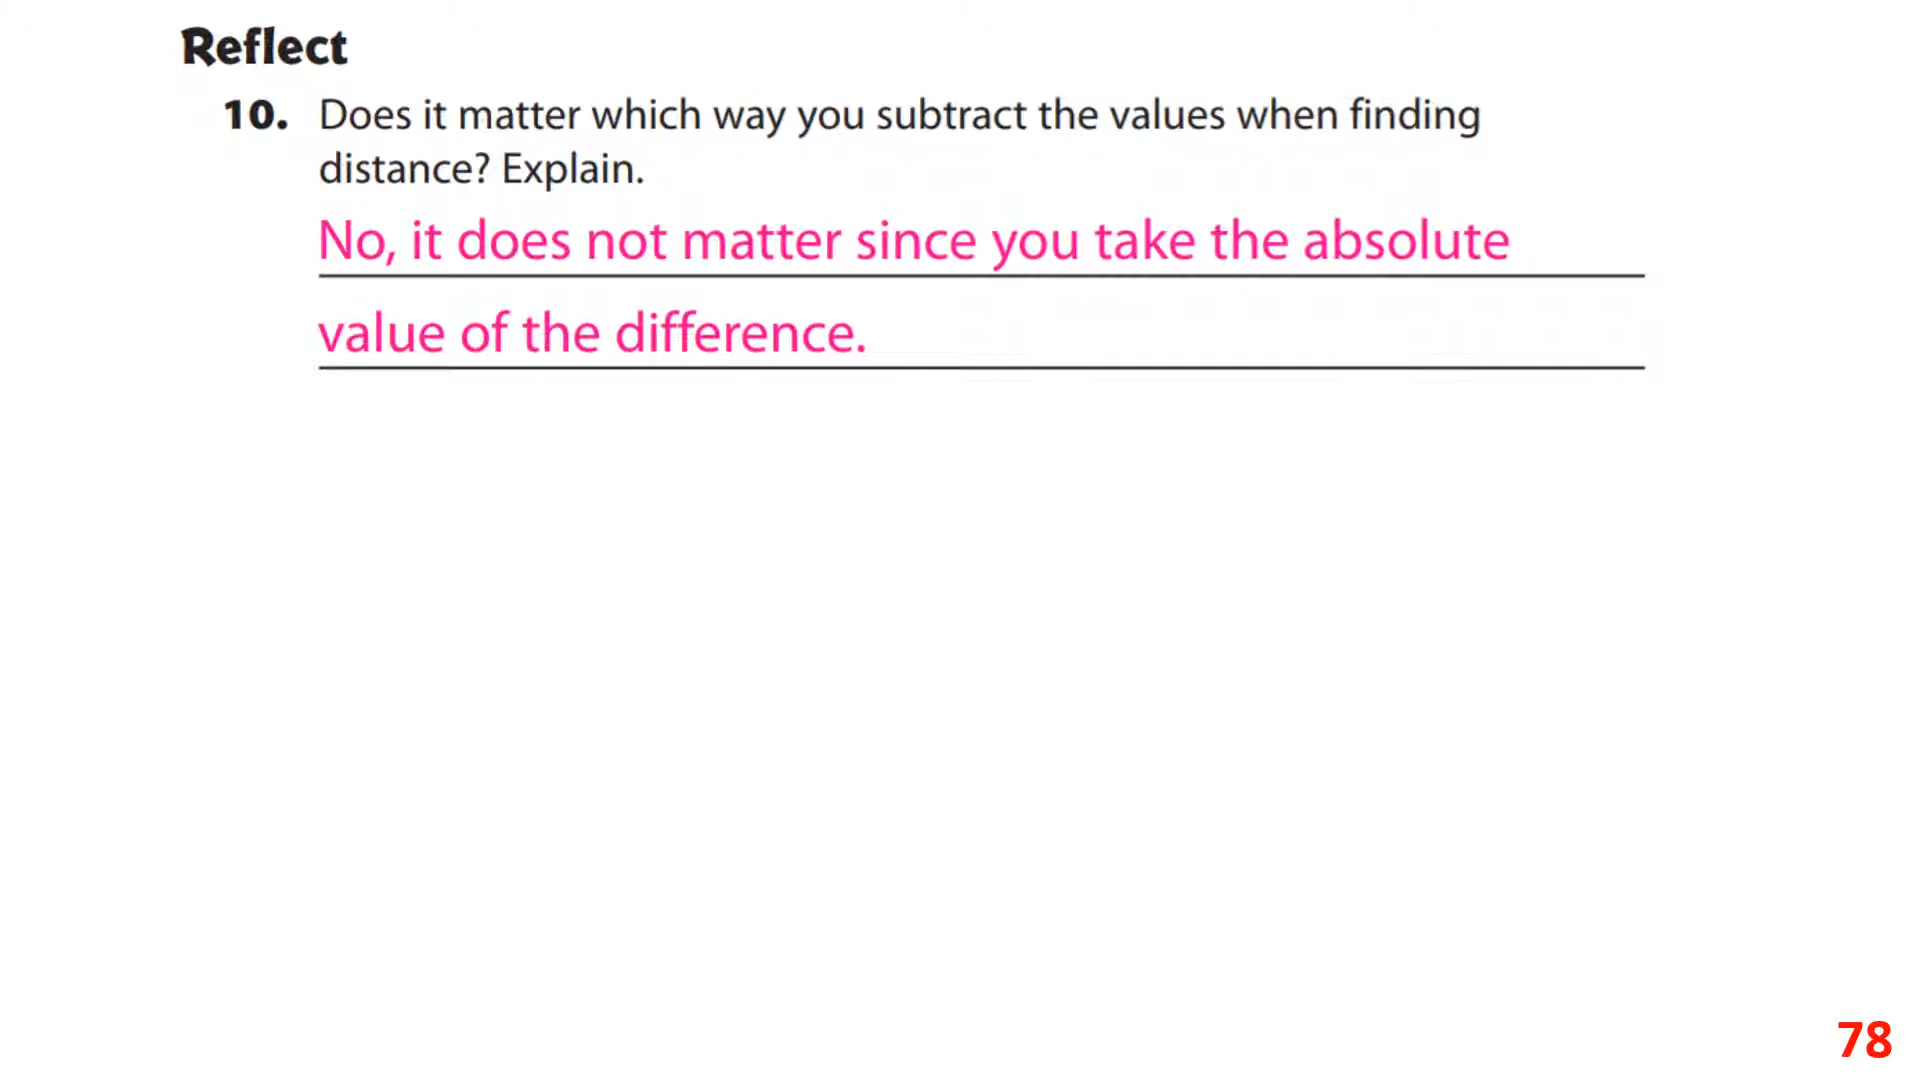 Reflect
10. Does it matter which way you subtract the values when finding
distance? Explain.
No, it does not matter since you take the absolute
value of the difference.
78